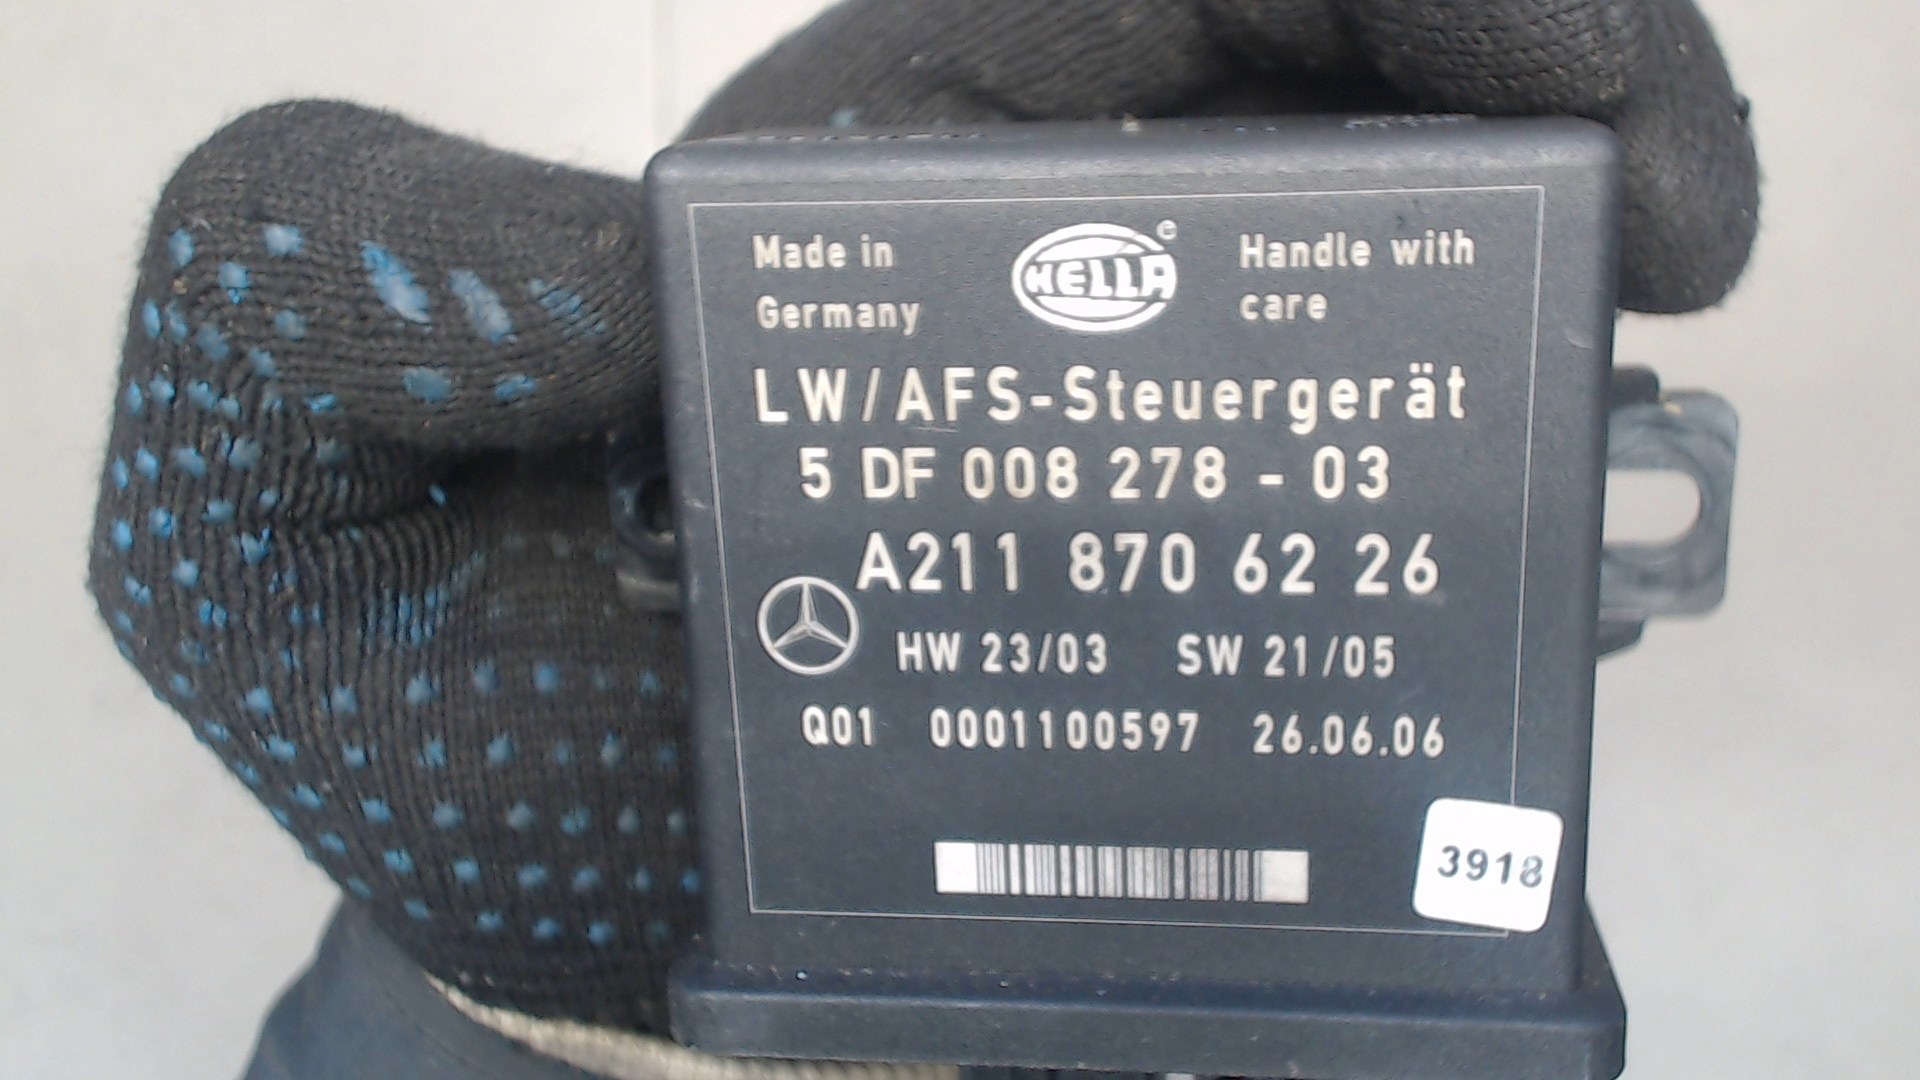 Made in
Germany
HELLA®
Handle with
care
LW/AFS-Steuergerät
5 DF 008 278 - 03
A211 870 62 26
HW 23/03 SW 21/05
Q01 0001100597 26.06.06
3918